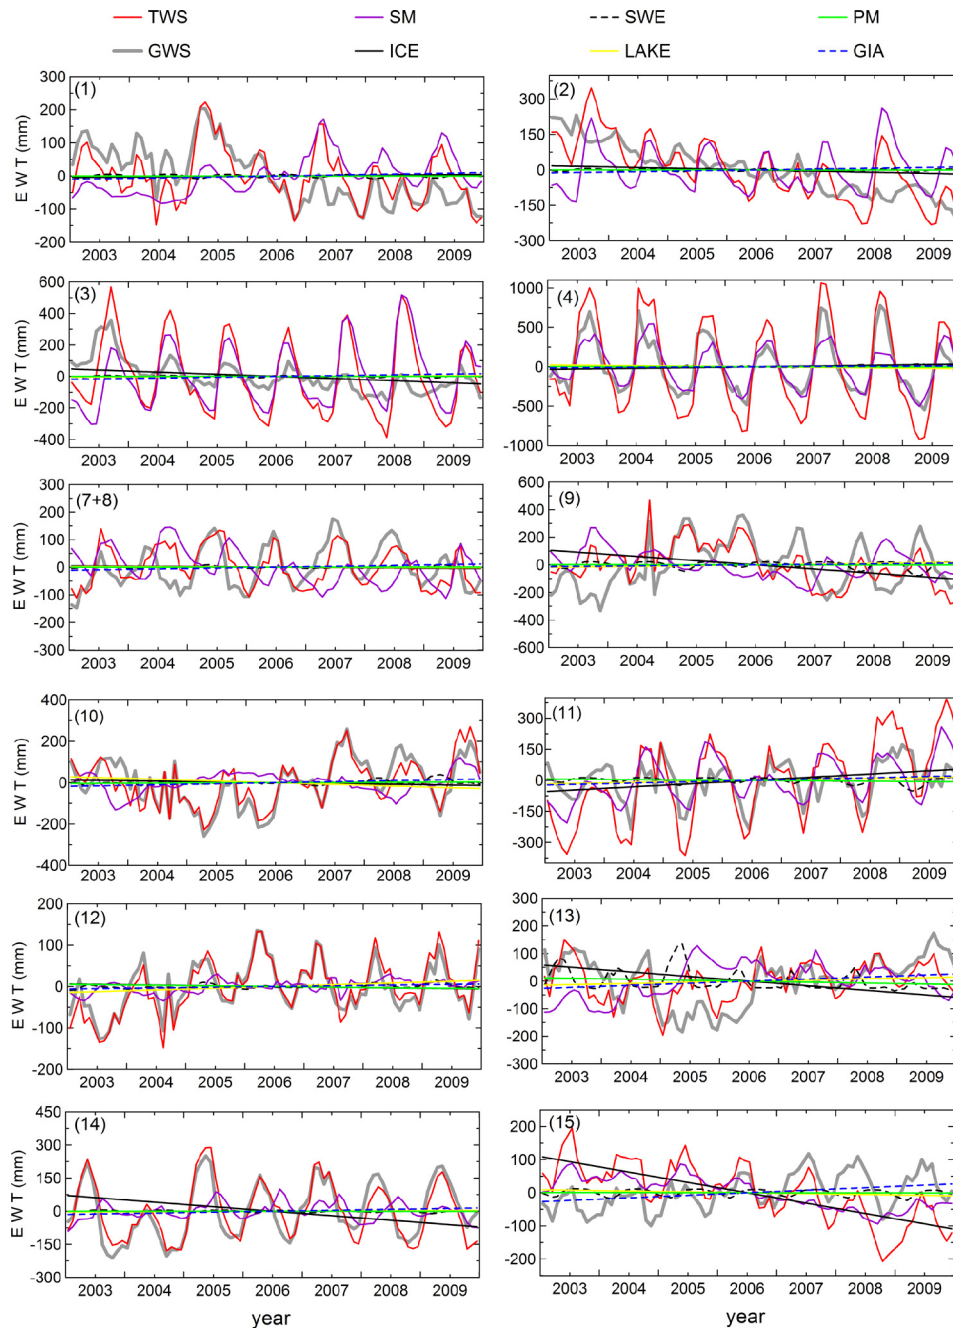 TWS SM SWE PM
GWS ICE LAKE GIA
(1) (2)
300 200 100 0 -100 -200
300 150 0 -150 -300
E W T (mm)
2003 2004 2005 2006 2007 2008 2009
2003 2004 2005 2006 2007 2008 2009
(3) (4)
600 400 200 0 -200 -400
1000 500 0 -500 -1000
E W T (mm)
2003 2004 2005 2006 2007 2008 2009
2003 2004 2005 2006 2007 2008 2009
(7+8) (9)
300 200 100 0 -100 -200 -300
600 400 200 0 -200 -400 -600
2003 2004 2005 2006 2007 2008 2009
2003 2004 2005 2006 2007 2008 2009
(10) (11)
400 200 0 -200 -400
300 150 0 -150 -300
2003 2004 2005 2006 2007 2008 2009
2003 2004 2005 2006 2007 2008 2009
(12) (13)
200 100 0 -100 -200
300 200 100 0 -100 -200 -300
E W T (mm)
2003 2004 2005 2006 2007 2008 2009
2003 2004 2005 2006 2007 2008 2009
(14) (15)
450 300 150 0 -150 -300
200 100 0 -100 -200
E W T (mm)
2003 2004 2005 2006 2007 2008 2009
2003 2004 2005 2006 2007 2008 2009
year year